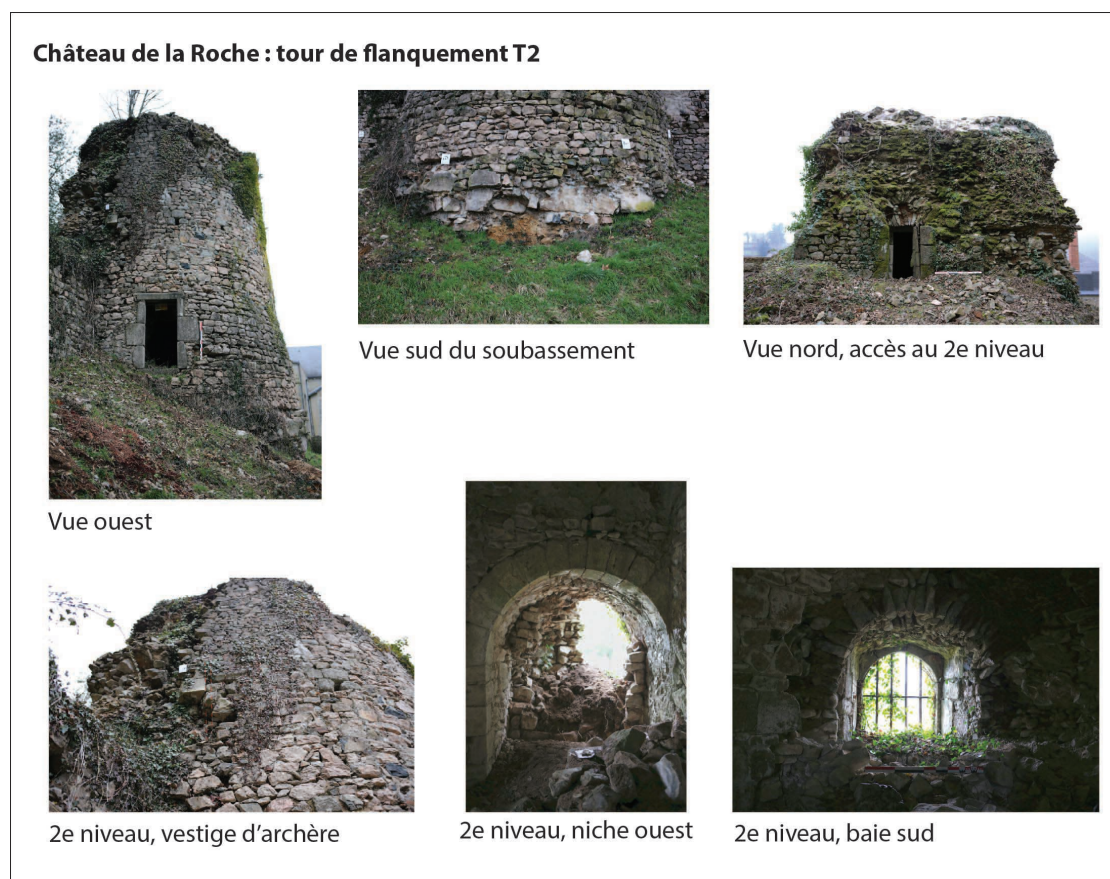 Château de la Roche : tour de flanquement T2
Vue ouest
Vue sud du soubassement
Vue nord, accès au 2e niveau
2e niveau, vestige d’archère
2e niveau, niche ouest
2e niveau, baie sud